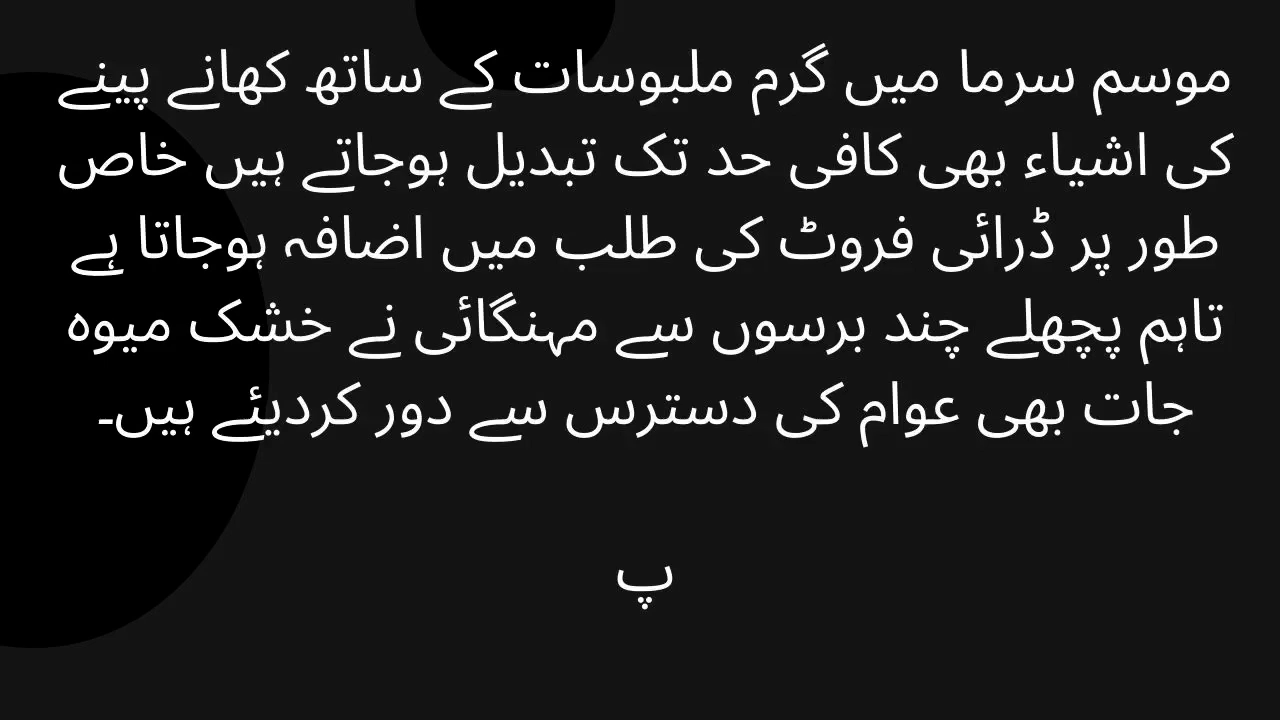 موسم سرما میں گرم ملبوسات کے ساتھ کھانے پینے
کی اشیاء بھی کافی حد تک تبدیل ہوجاتے ہیں خاص
طور پر ڈرائی فروٹ کی طلب میں اضافہ ہوجاتا ہے
تاہم پچھلے چند برسوں سے مہنگائی نے خشک میوہ
جات بھی عوام کی دسترس سے دور کردیئے ہیں۔
پ